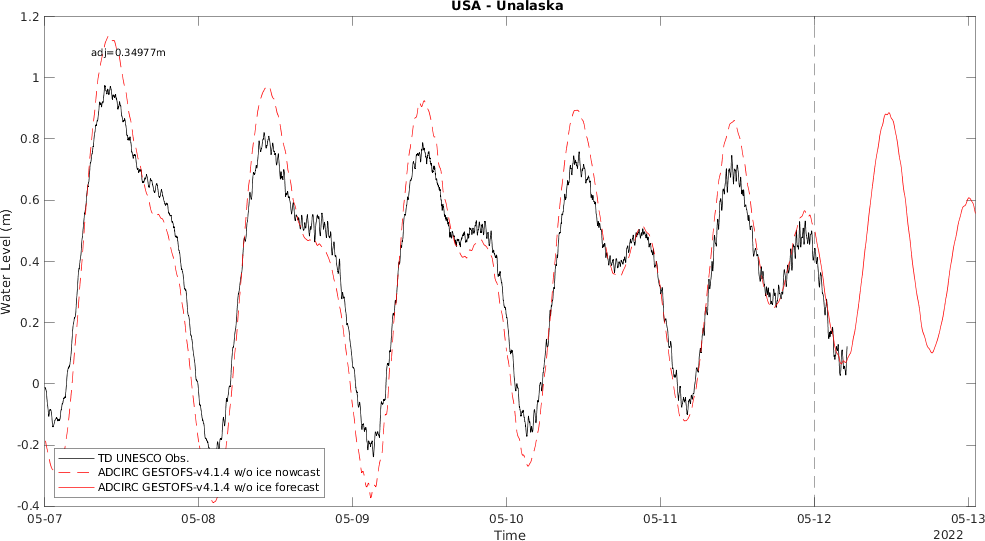 USA - Unalaska
adj=0.34977m
Water Level (m)
1.2
1
0.8
0.6
0.4
0.2
0
-0.2
-0.4
TD UNESCO Obs.
ADCIRC GESTOFS-v4.1.4 w/o ice nowcast
ADCIRC GESTOFS-v4.1.4 w/o ice forecast
05-07 05-08 05-09 05-10 05-11 05-12 05-13
Time
2022